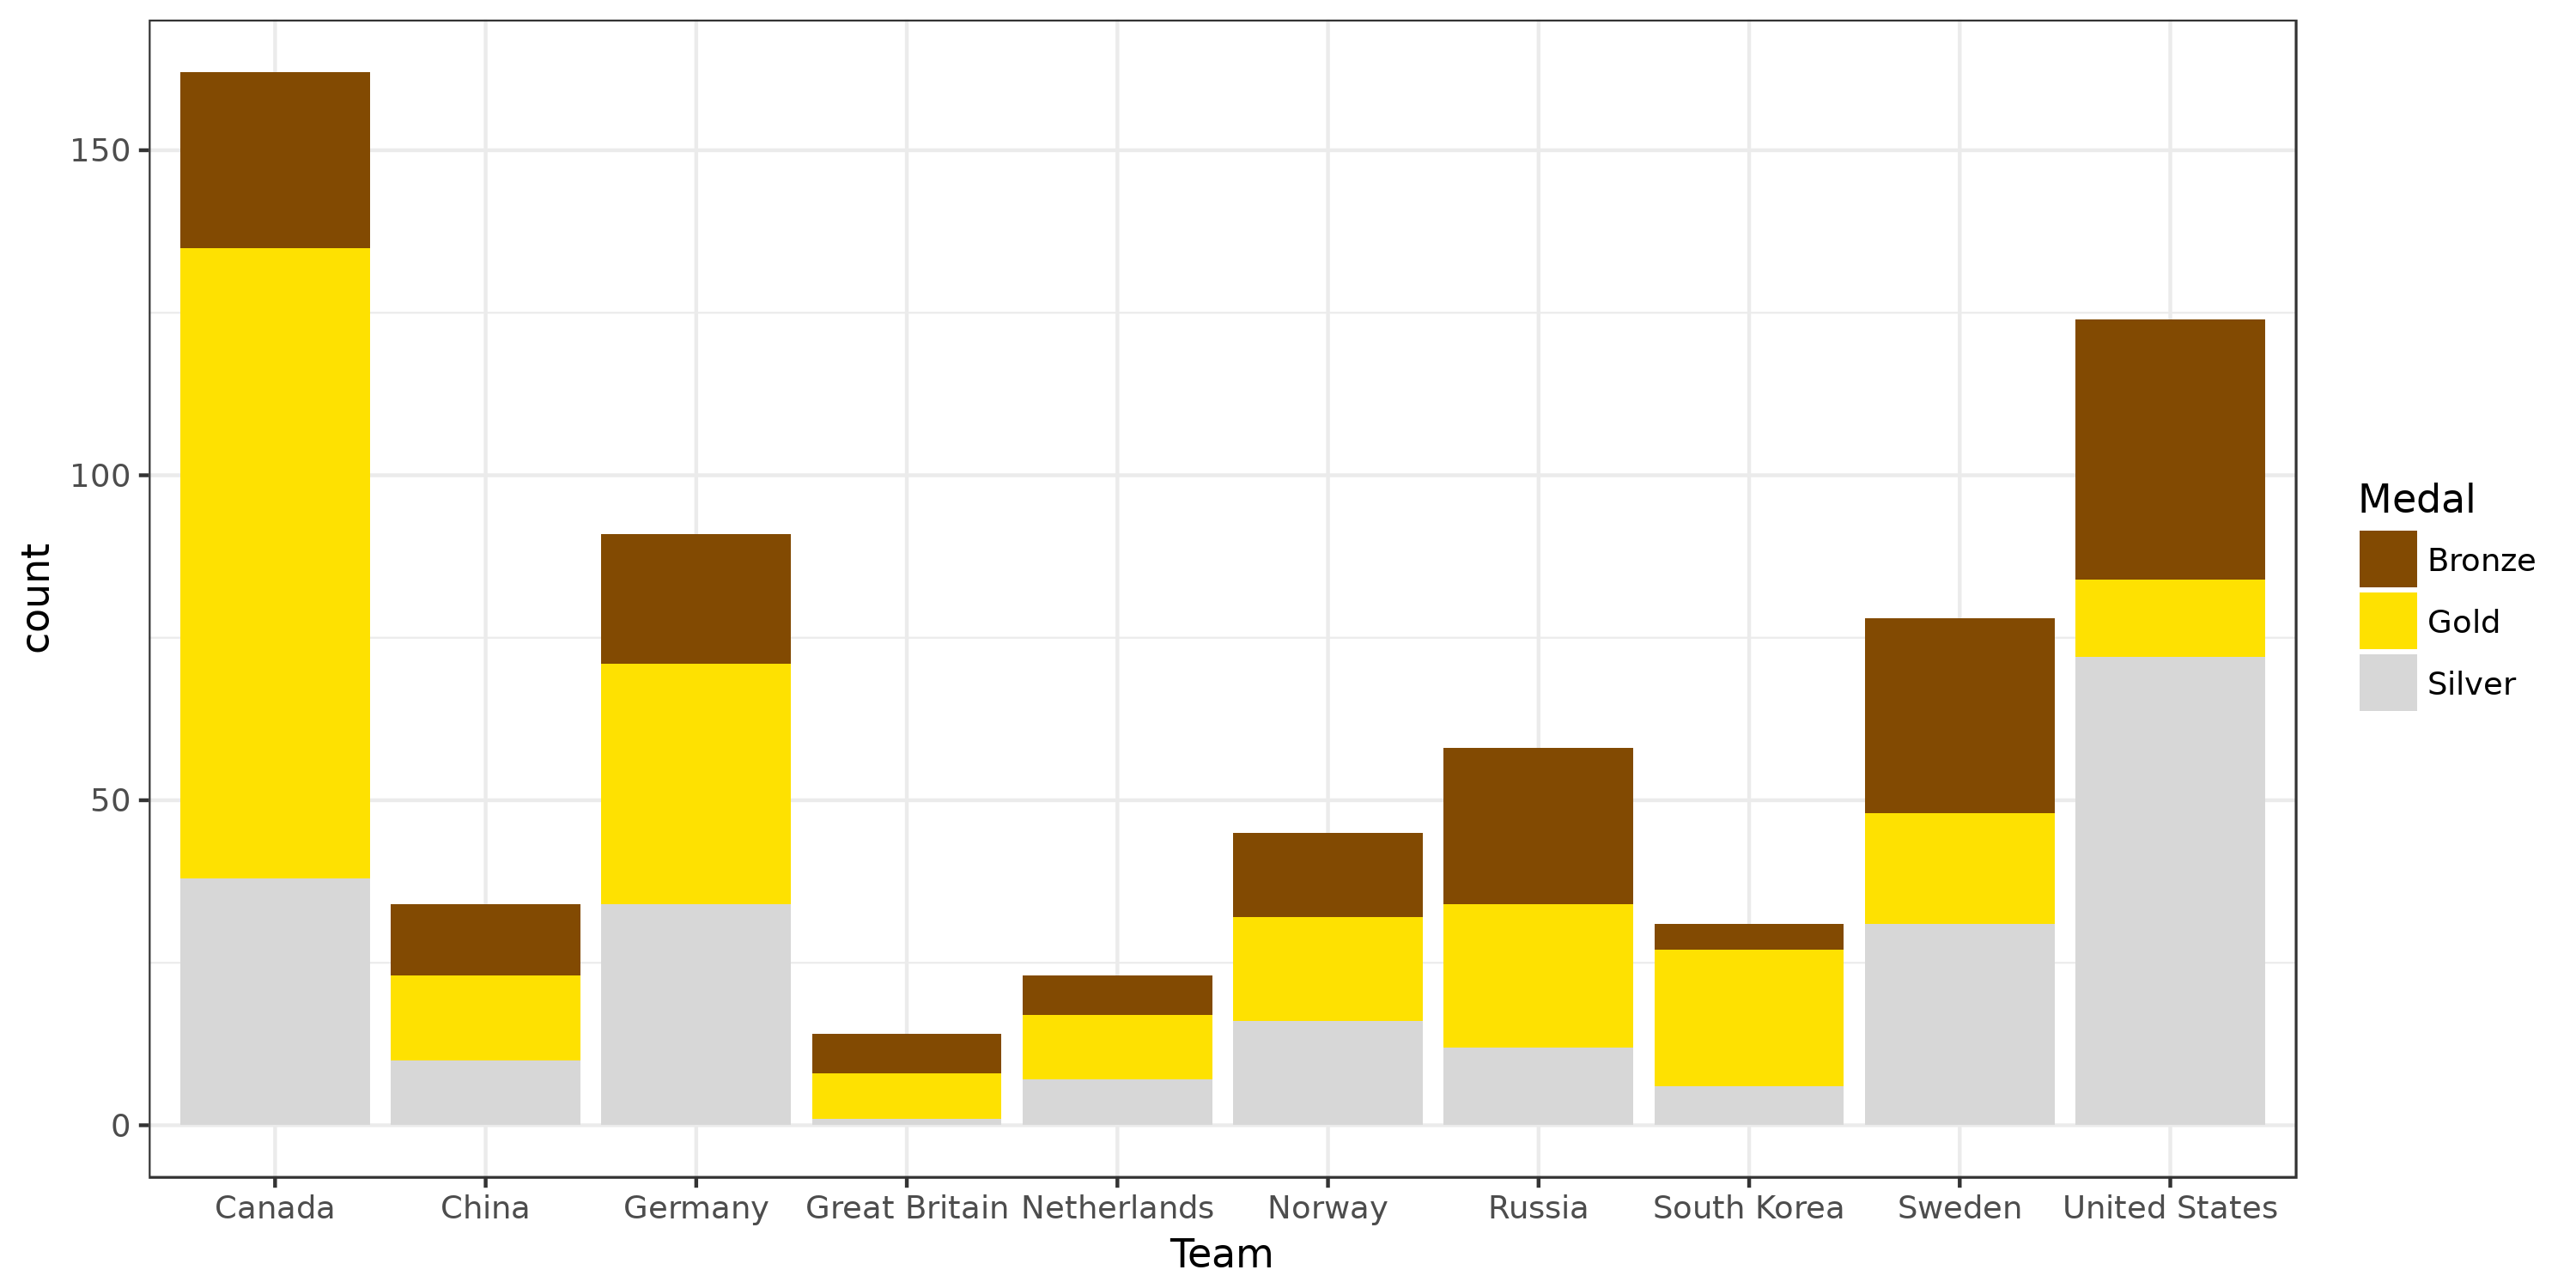 150
100
50
0
count
Canada
China
Germany
Great Britain
Netherlands
Norway
Russia
South Korea
Sweden
United States
Team
Medal
Bronze
Gold
Silver